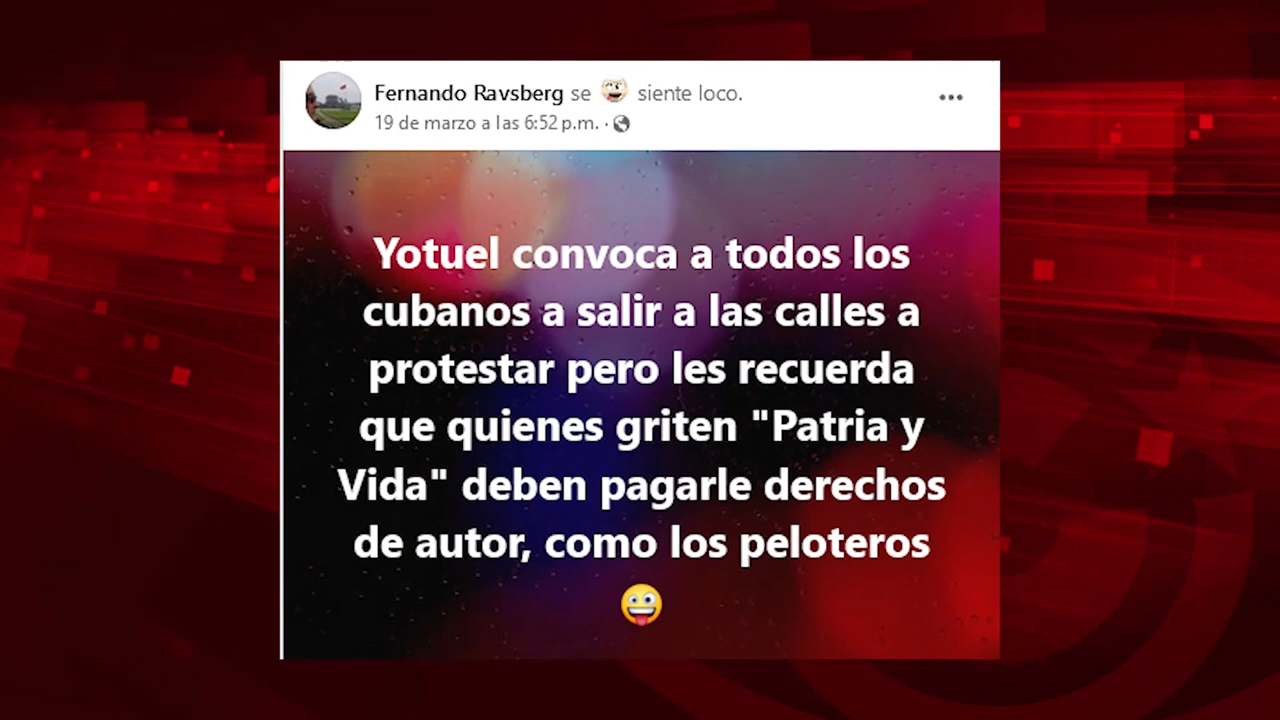 Fernando Ravsberg se siente loco.
19 de marzo a las 6:52 p.m. ·
Yotuel convoca a todos los
cubanos a salir a las calles a
protestar pero les recuerda
que quienes griten "Patria y
Vida" deben pagarle derechos
de autor, como los peloteros